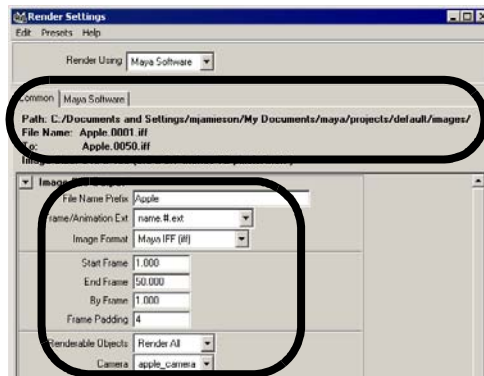 Render Settings
Edit Presets Help
Render Using Maya Software
Common Maya Software
Path: C:/Documents and Settings/mjamieson/My Documents/maya/projects/default/images/
File Name: Apple.0001.iff
To: Apple.0050.iff
File Name Prefix Apple
Frame/Animation Ext name.#.ext
Image Format Maya IFF (iff)
Start Frame 1.000
End Frame 50.000
By Frame 1.000
Frame Padding 4
Renderable Objects Render All
Camera apple_camera